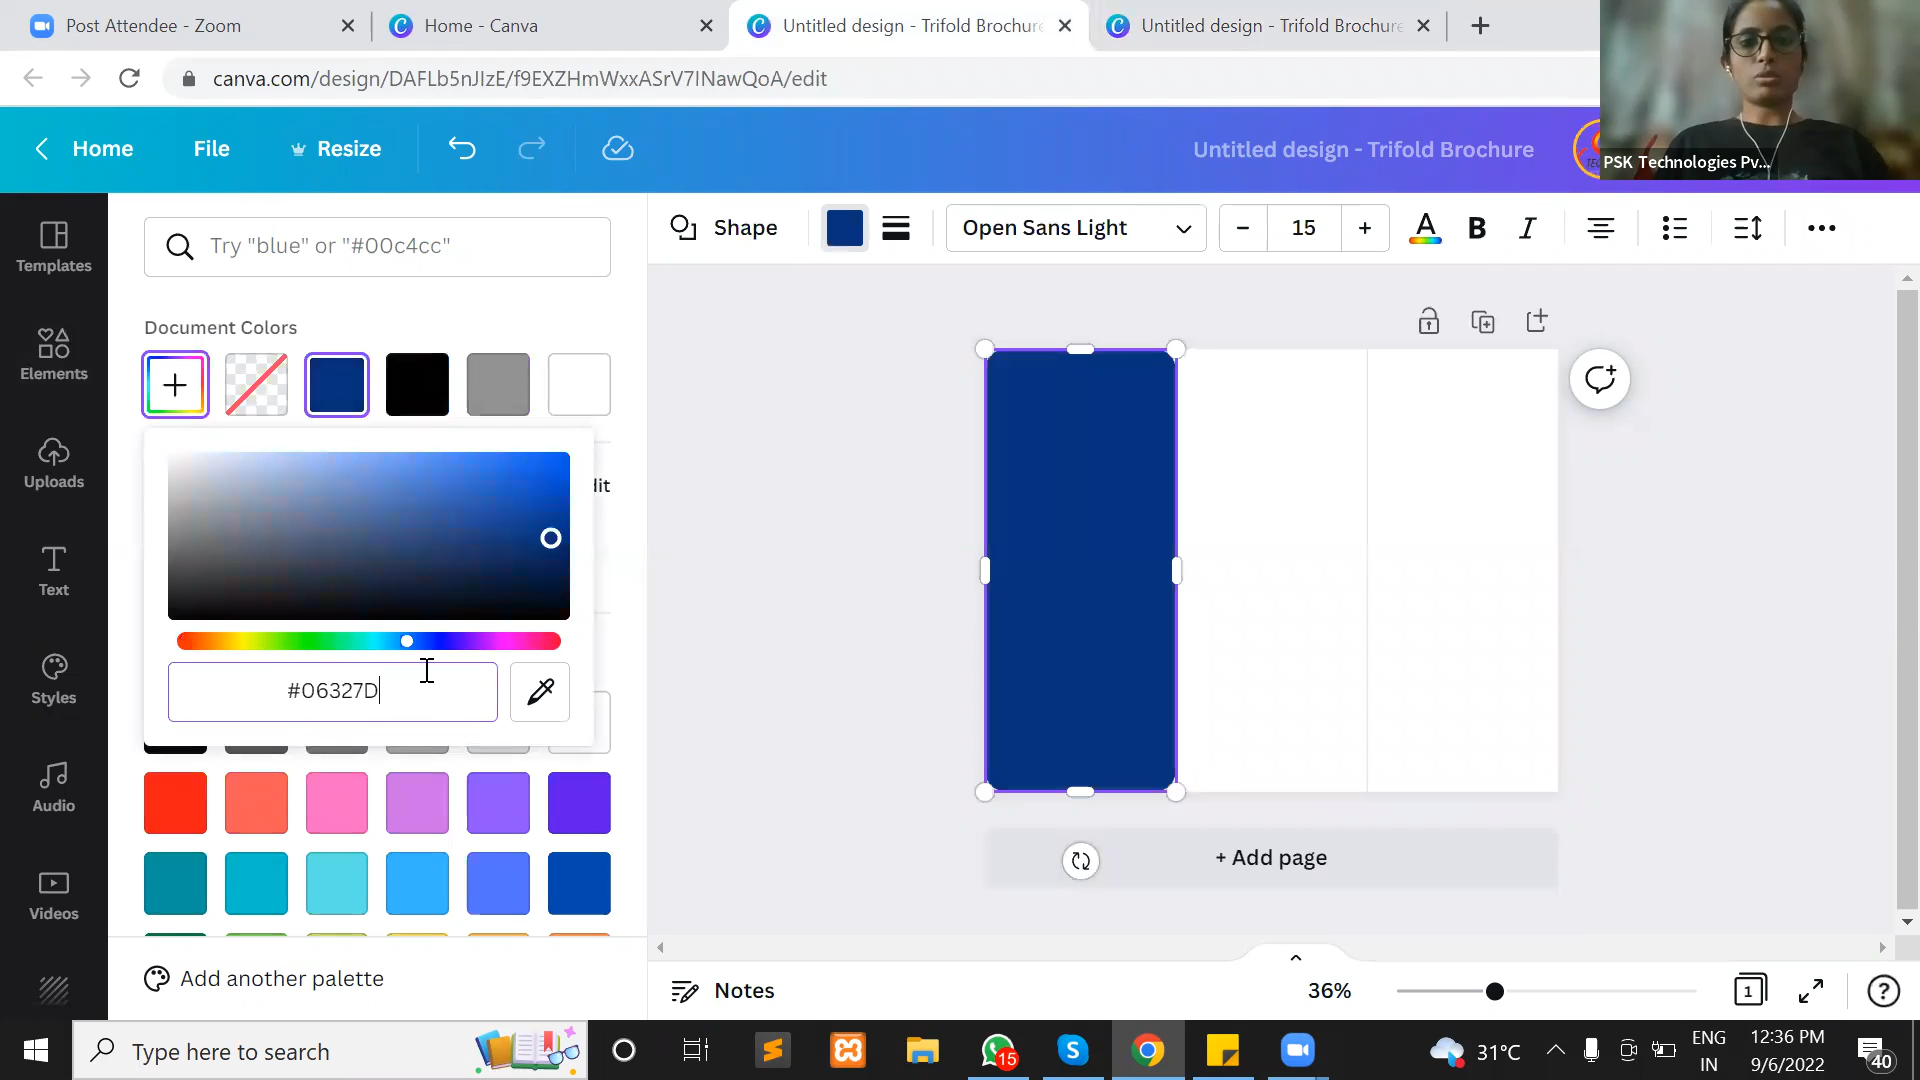 Post Attendee - Zoom
Home - Canva
Untitled design - Trifold Brochure
Untitled design - Trifold Brochure
canva.com/design/DAFLb5nJIzE/f9EXZHmWxxASrV7INawQoA/edit
Home
File
Resize
Untitled design - Trifold Brochure
PSK Technologies Pv...
Templates
Elements
Uploads
Text
Styles
Audio
Videos
Try "blue" or "#00c4cc"
Shape
Open Sans Light
15
A
B
I
Document Colors
dit
#06327D
Add another palette
+ Add page
Notes
36%
1
?
Type here to search
15
31°C
ENG
IN
12:36 PM
9/6/2022
40